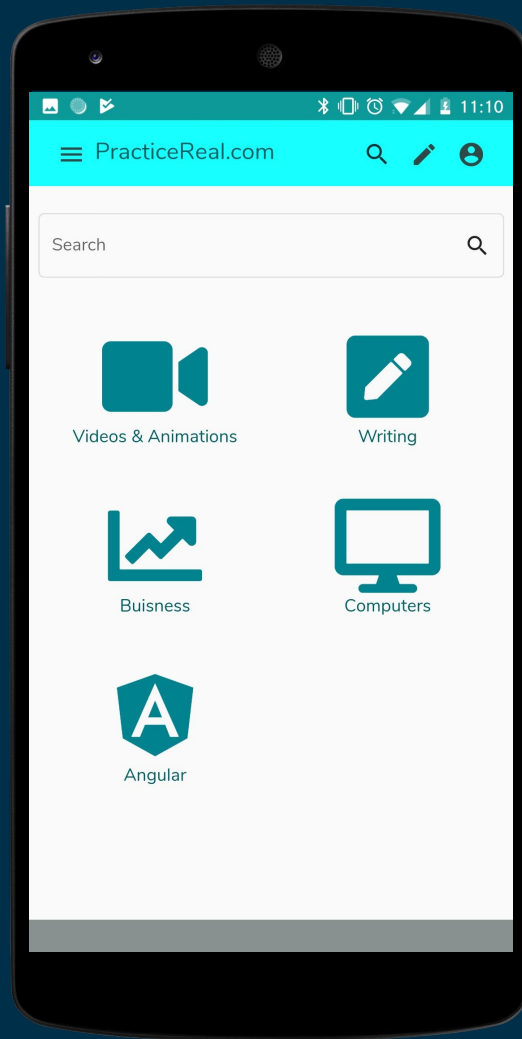 11:10
PracticeReal.com
Search
Videos & Animations
Writing
Buisness
Computers
A
Angular